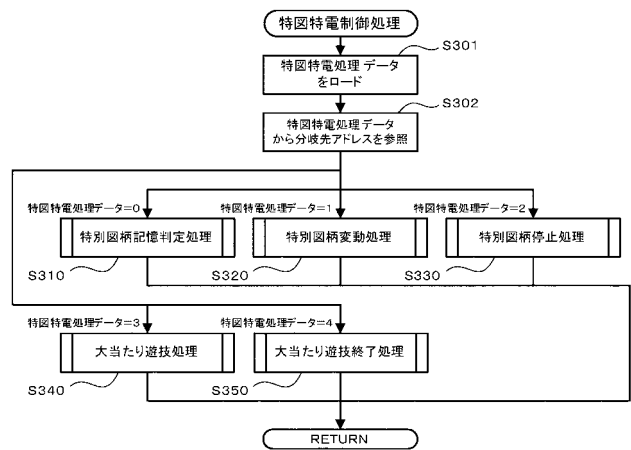 特図特電制御処理
S301
特図特電処理データ
をロード
S302
特図特電処理データ
から分岐先アドレスを参照
特図特電処理データ=0
特図特電処理データ=1
特図特電処理データ=2
特別図柄記憶判定処理
特別図柄変動処理
特別図柄停止処理
S310
S320
S330
特図特電処理データ=3
特図特電処理データ=4
大当たり遊技処理
大当たり遊技終了処理
S340
S350
RETURN